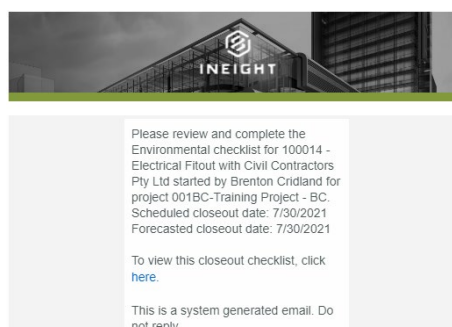 INEIGHT
Please review and complete the
Environmental checklist for 100014 -
Electrical Fitout with Civil Contractors
Pty Ltd started by Brenton Cridland for
project 001BC-Training Project - BC.
Scheduled closeout date: 7/30/2021
Forecasted closeout date: 7/30/2021
To view this closeout checklist, click
here.
This is a system generated email. Do
not reply